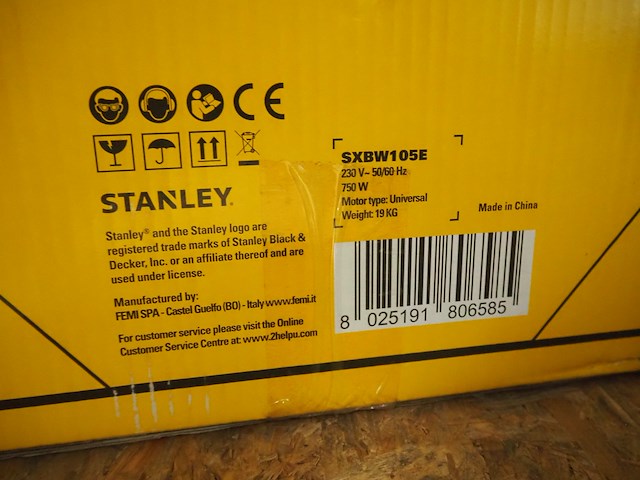 CE
STANLEY.
Stanley® and the Stanley logo are
registered trade marks of Stanley Black &
Decker, Inc. or an affiliate thereof and are
used under license.
Manufactured by:
FEMI SPA - Castel Guelfo (BO) - Italy www.femi.it
For customer service please visit the Online
Customer Service Centre at: www.2helpu.com
SXBW105E
230 V~ 50/60 Hz
750 W
Motor type: Universal
Weight: 19 KG
Made in China
8 025191 806585